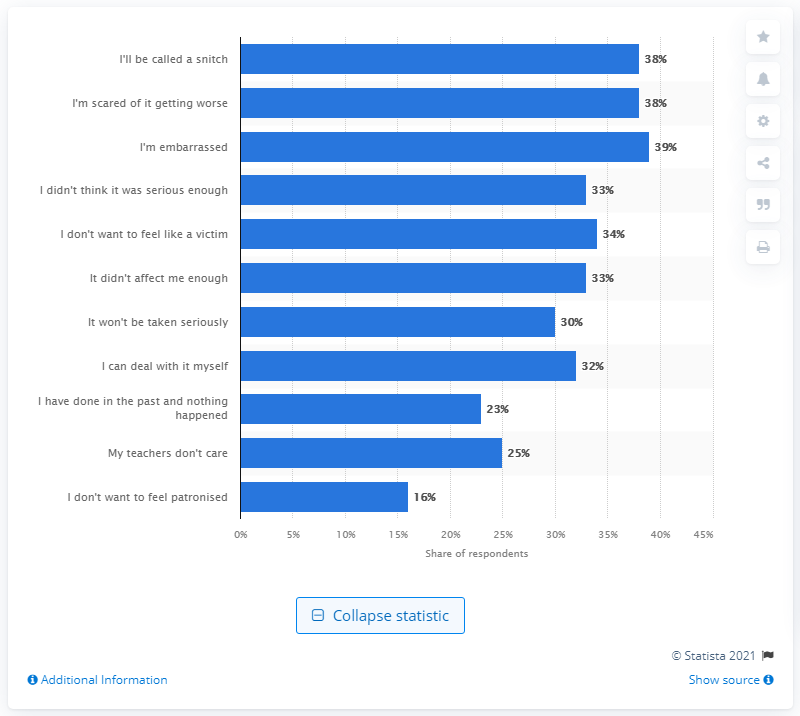 I'll be called a snitch 38%
I'm scared of it getting worse 38%
I'm embarrassed 39%
I didn't think it was serious enough 33%
I don't want to feel like a victim 34%
It didn't affect me enough 33%
It won't be taken seriously 30%
I can deal with it myself 32%
I have done in the past and nothing
happened 23%
My teachers don't care 25%
I don't want to feel patronised 16%
0% 5% 10% 15% 20% 25% 30% 35% 40% 45%
Share of respondents
Collapse statistic
© Statista 2021
Additional Information Show source